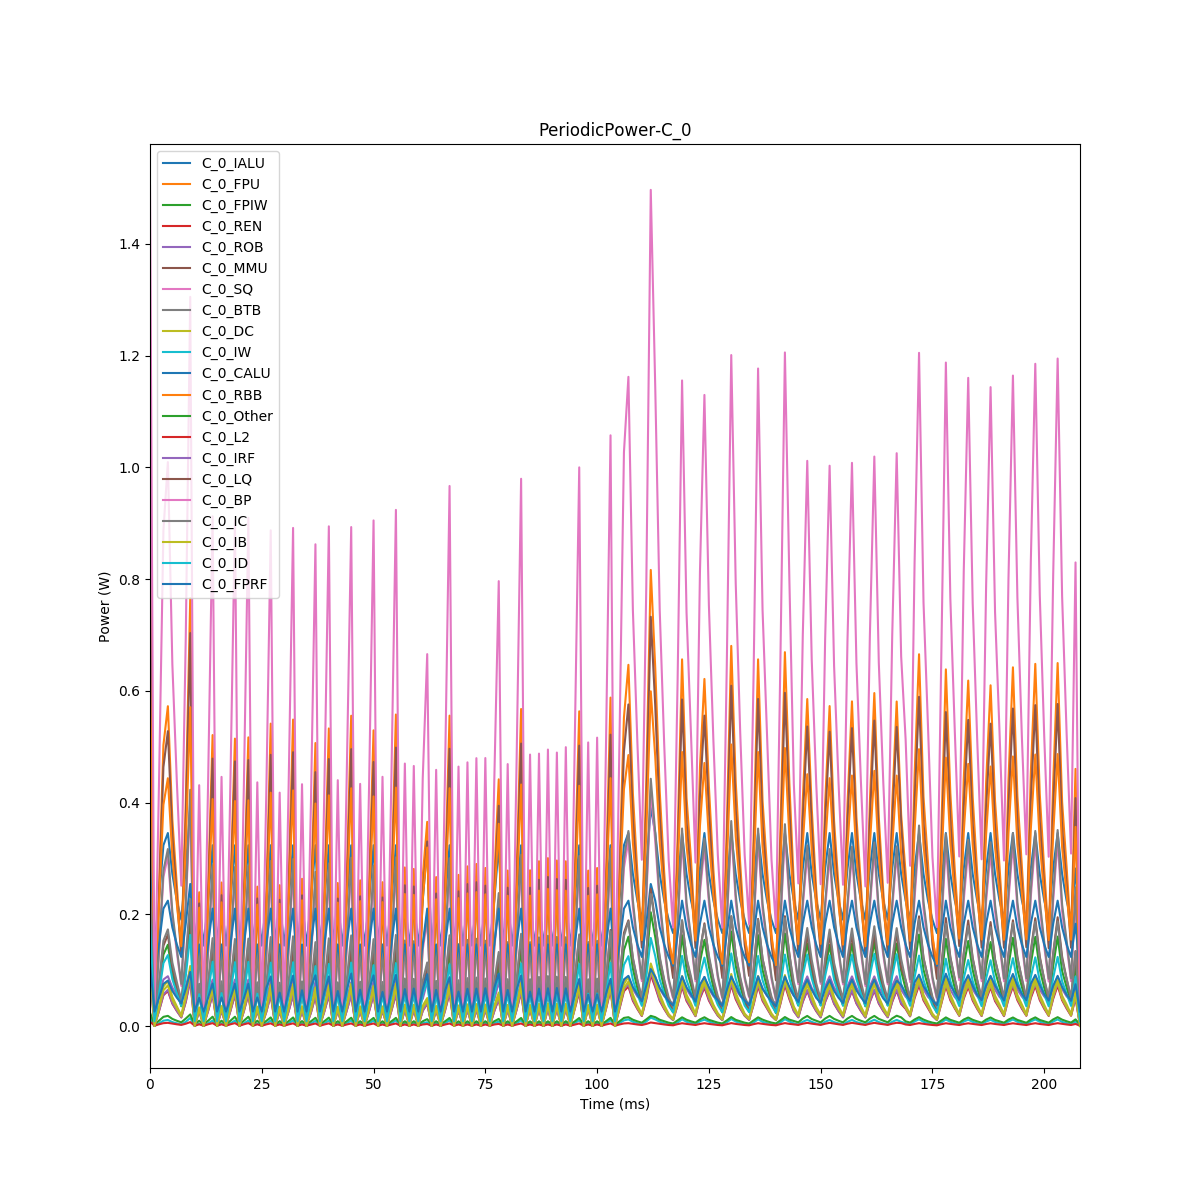 PeriodicPower-C_0
C_0_IALU
C_0_FPU
C_0_FPIW
C_0_REN
C_0_ROB
C_0_MMU
C_0_SQ
C_0_BTB
C_0_DC
C_0_IW
C_0_CALU
C_0_RBB
C_0_Other
C_0_L2
C_0_IRF
C_0_LQ
C_0_BP
C_0_IC
C_0_IB
C_0_ID
C_0_FPRF
1.4
1.2
1.0
0.8
0.6
0.4
0.2
0.0
Power (W)
0 25 50 75 100 125 150 175 200
Time (ms)